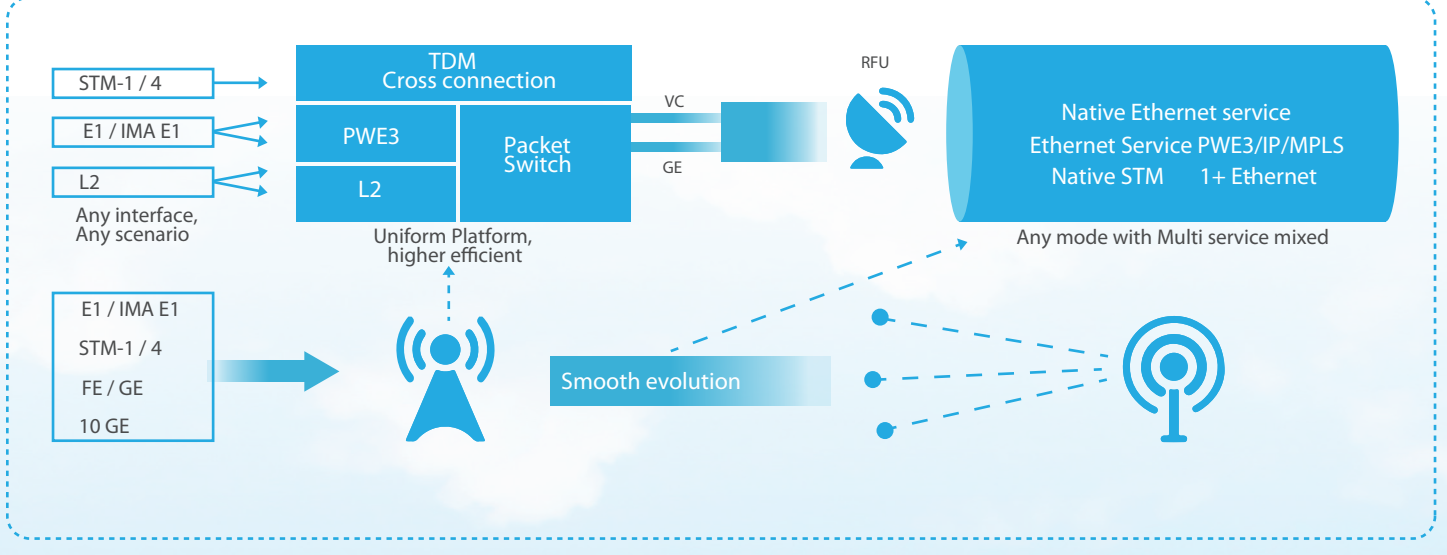 STM-1 / 4
E1 / IMA E1
L2
Any interface,
Any scenario
TDM
Cross connection
PWE3
L2
Packet
Switch
Uniform Platform,
higher efficient
VC
GE
RFU
Native Ethernet service
Ethernet Service PWE3/IP/MPLS
Native STM 1+ Ethernet
Any mode with Multi service mixed
E1 / IMA E1
STM-1 / 4
FE / GE
10 GE
Smooth evolution